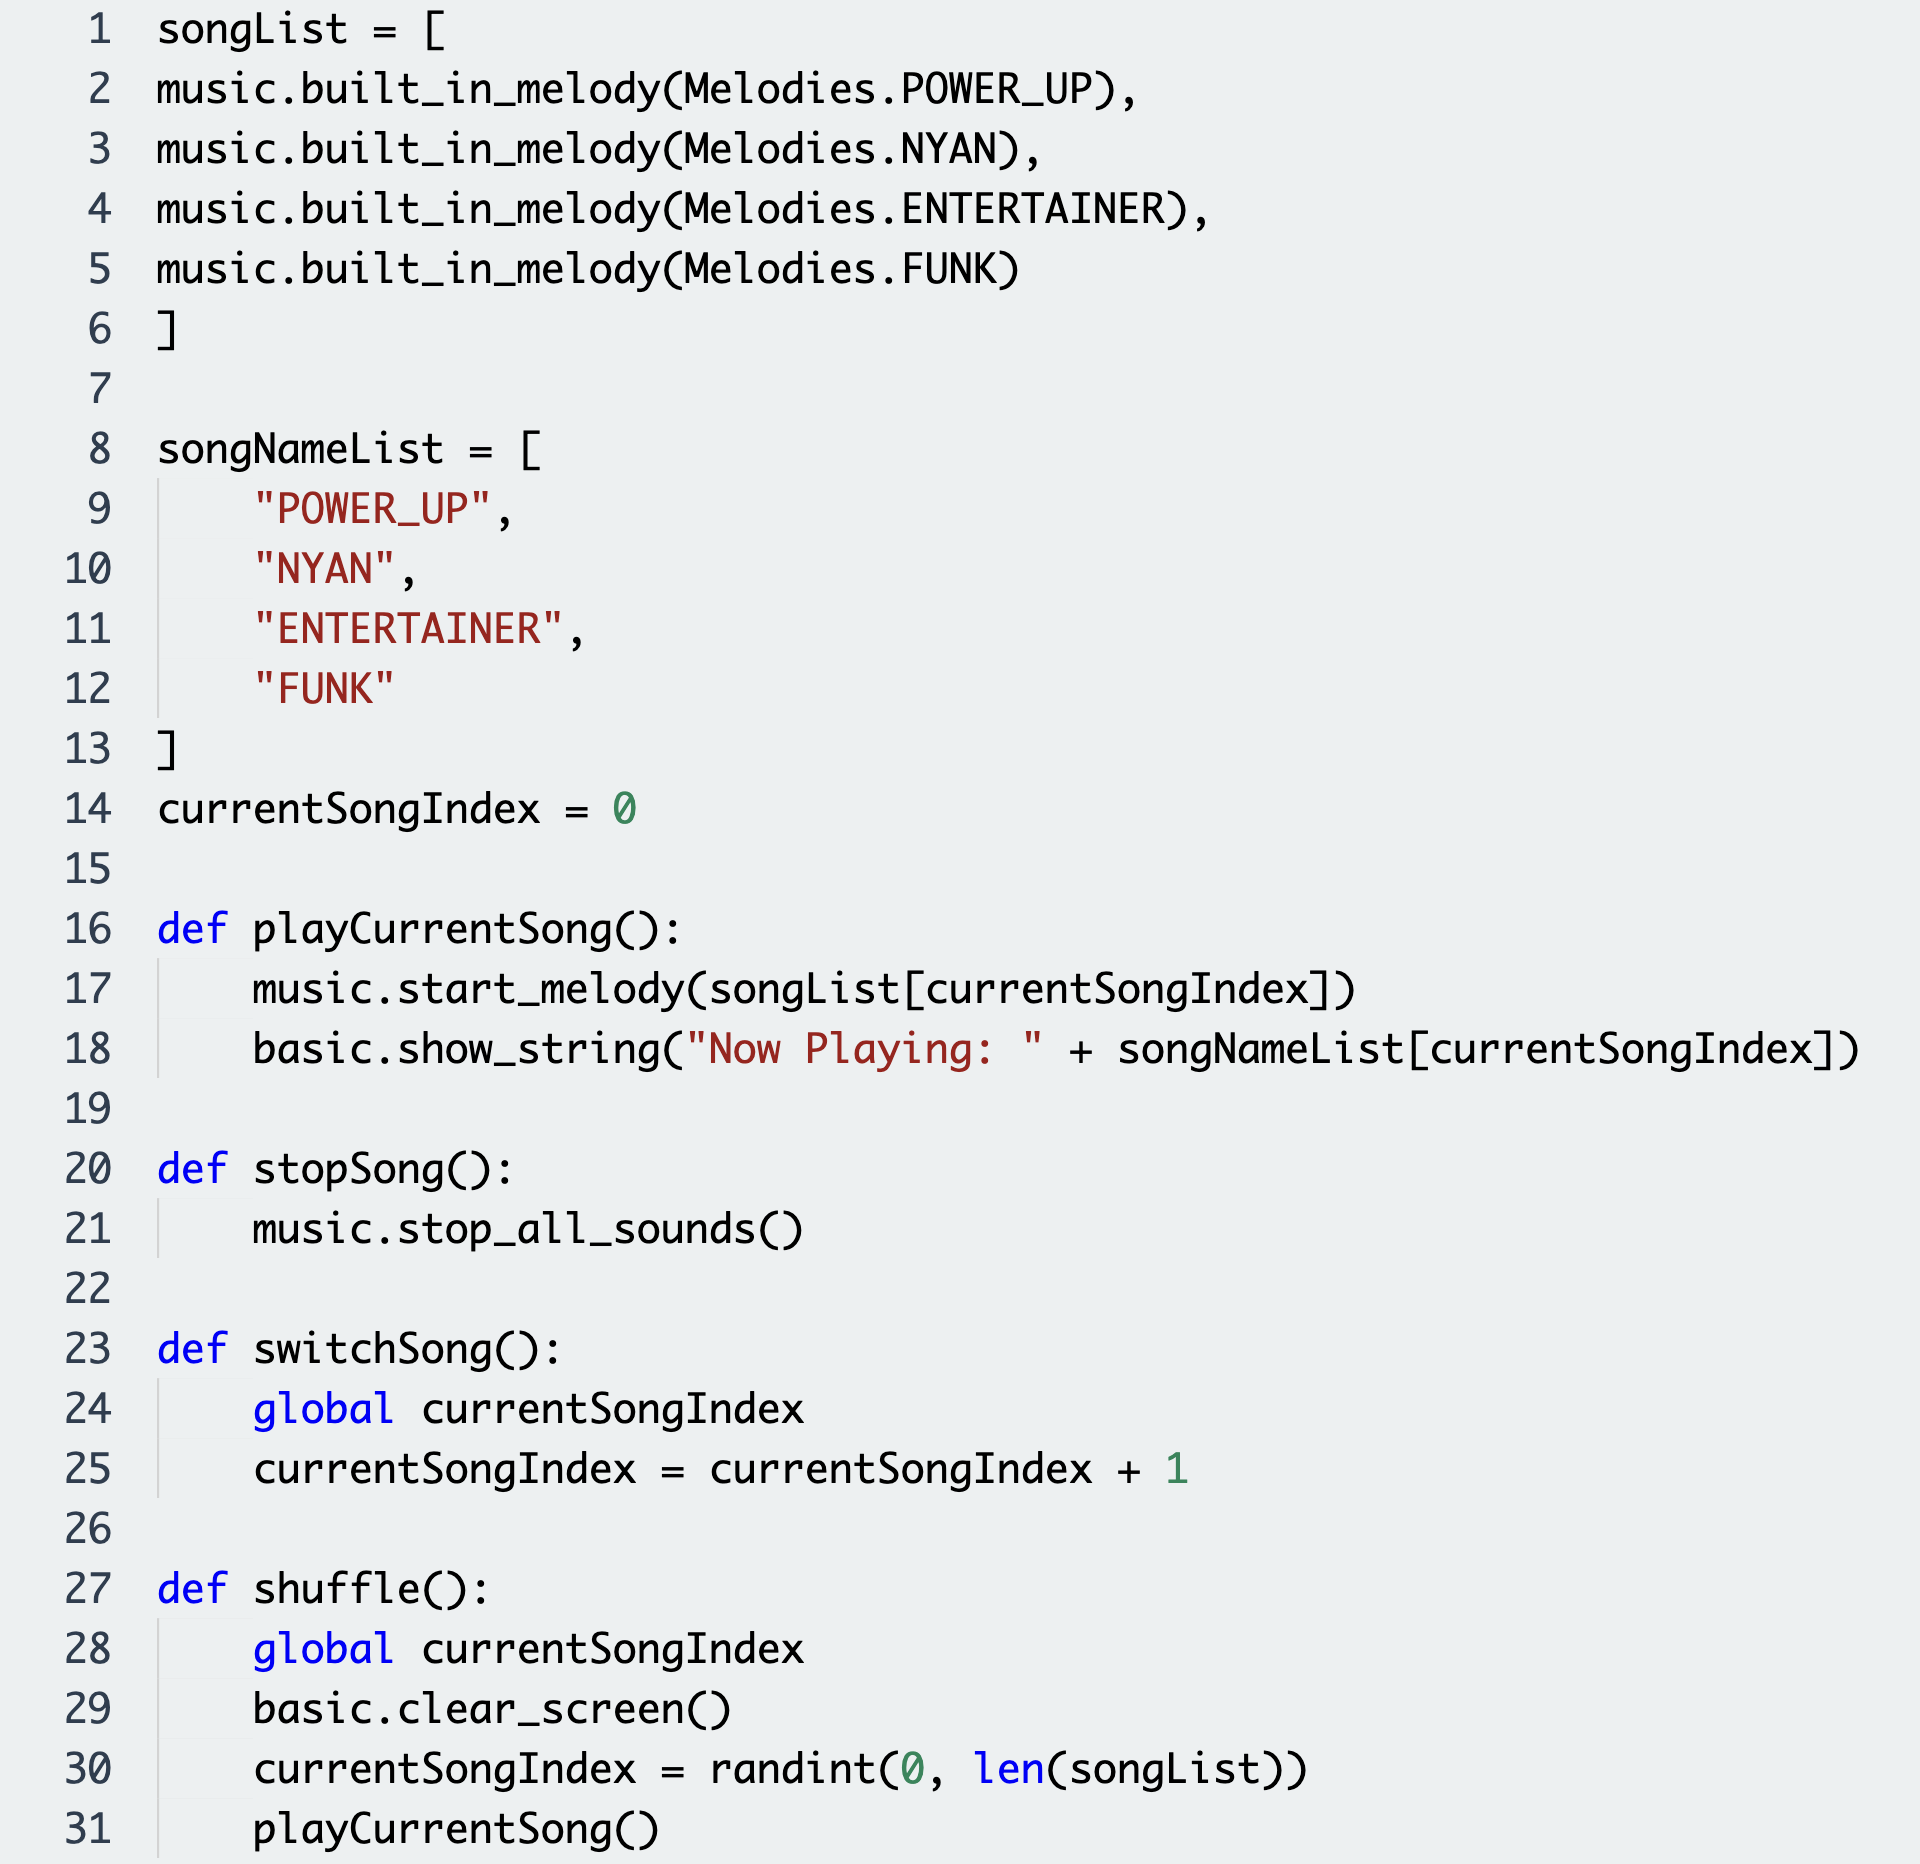 1 songList = [
2 music.built_in_melody(Melodies.POWER_UP),
3 music.built_in_melody(Melodies.NYAN),
4 music.built_in_melody(Melodies.ENTERTAINER),
5 music.built_in_melody(Melodies.FUNK)
6 ]
7
8 songNameList = [
9     "POWER_UP",
10     "NYAN",
11     "ENTERTAINER",
12     "FUNK"
13 ]
14 currentSongIndex = 0
15
16 def playCurrentSong():
17     music.start_melody(songList[currentSongIndex])
18     basic.show_string("Now Playing: " + songNameList[currentSongIndex])
19
20 def stopSong():
21     music.stop_all_sounds()
22
23 def switchSong():
24     global currentSongIndex
25     currentSongIndex = currentSongIndex + 1
26
27 def shuffle():
28     global currentSongIndex
29     basic.clear_screen()
30     currentSongIndex = randint(0, len(songList))
31     playCurrentSong()